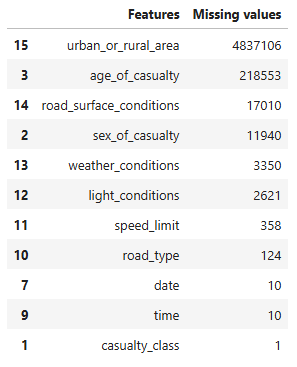 Features Missing values
15 urban_or_rural_area 4837106
3 age_of_casualty 218553
14 road_surface_conditions 17010
2 sex_of_casualty 11940
13 weather_conditions 3350
12 light_conditions 2621
11 speed_limit 358
10 road_type 124
7 date 10
9 time 10
1 casualty_class 1